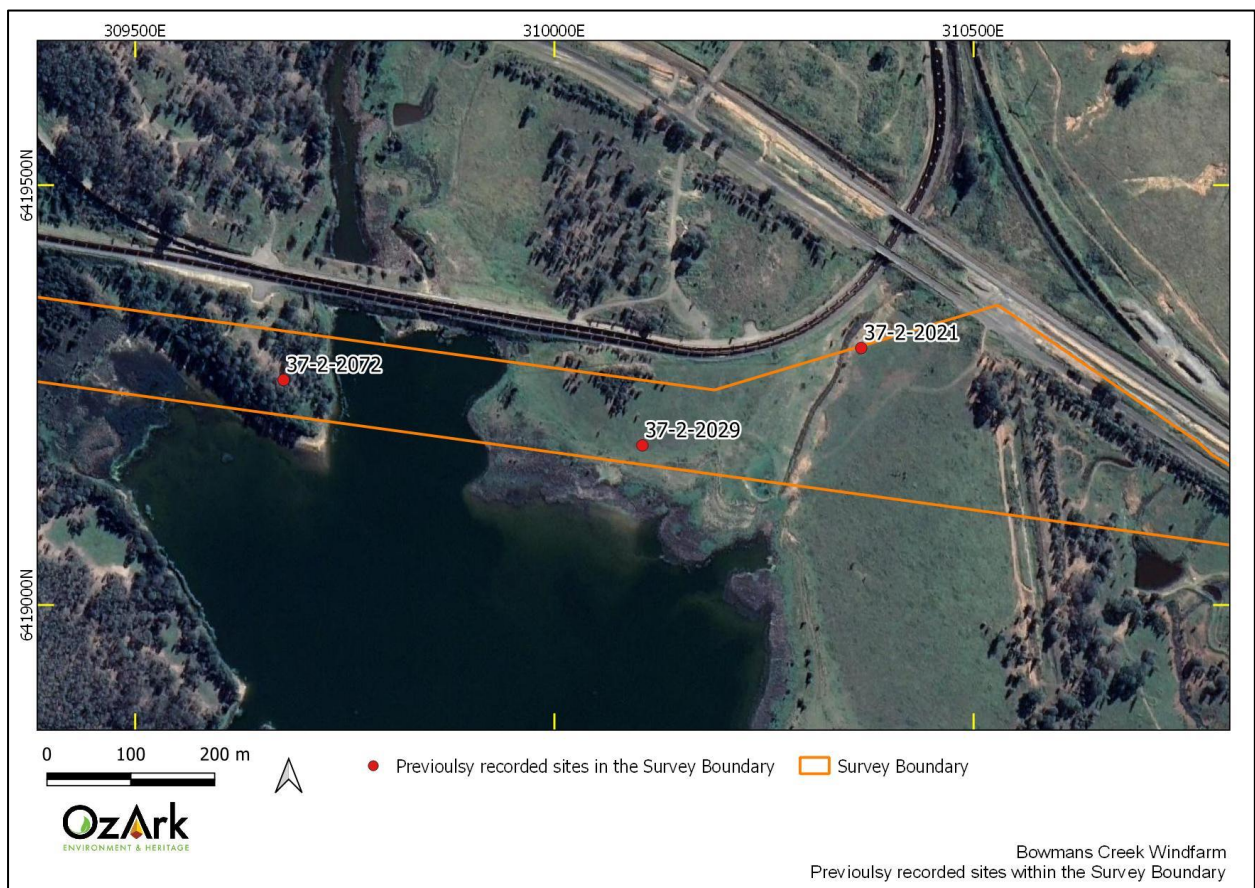 309500E
310000E
310500E
6419500N
6419000N
37-2-2021
37-2-2072
37-2-2029
0 100 200 m
Previoulsy recorded sites in the Survey Boundary
Survey Boundary
OzArk
ENVIRONMENT & HERITAGE
Bowmans Creek Windfarm
Previoulsy recorded sites within the Survey Boundary